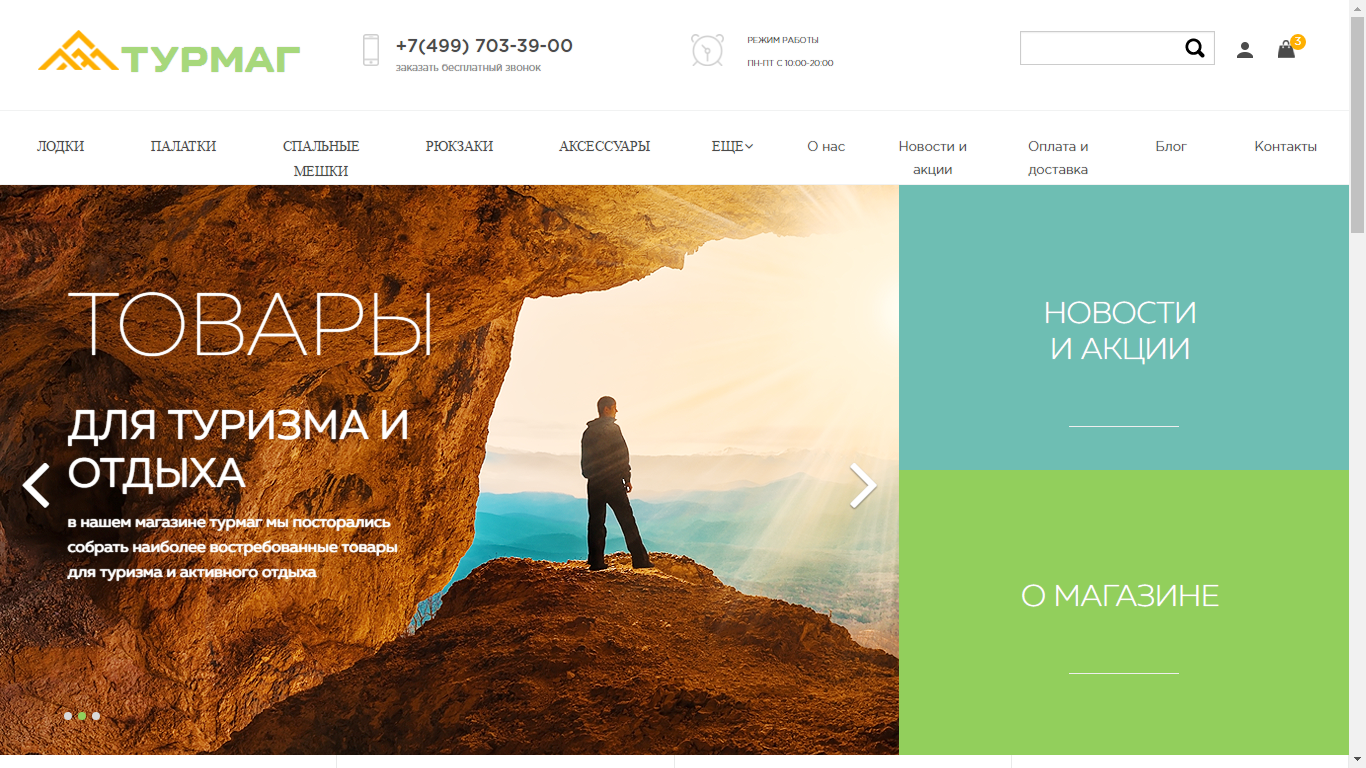 ТУРМАГ
+7(499) 703-39-00
заказать бесплатный звонок
РЕЖИМ РАБОТЫ
ПН-ПТ С 10:00-20:00
3
ЛОДКИ
ПАЛАТКИ
СПАЛЬНЫЕ
МЕШКИ
РЮКЗАКИ
АКСЕССУАРЫ
ЕЩЕ
О нас
Новости и
акции
Оплата и
доставка
Блог
Контакты
ТОВАРЫ
ДЛЯ ТУРИЗМА И
ОТДЫХА
в нашем магазине турмаг мы посторались
собрать наиболее востребованные товары
для туризма и активного отдыха
НОВОСТИ
И АКЦИИ
О МАГАЗИНЕ